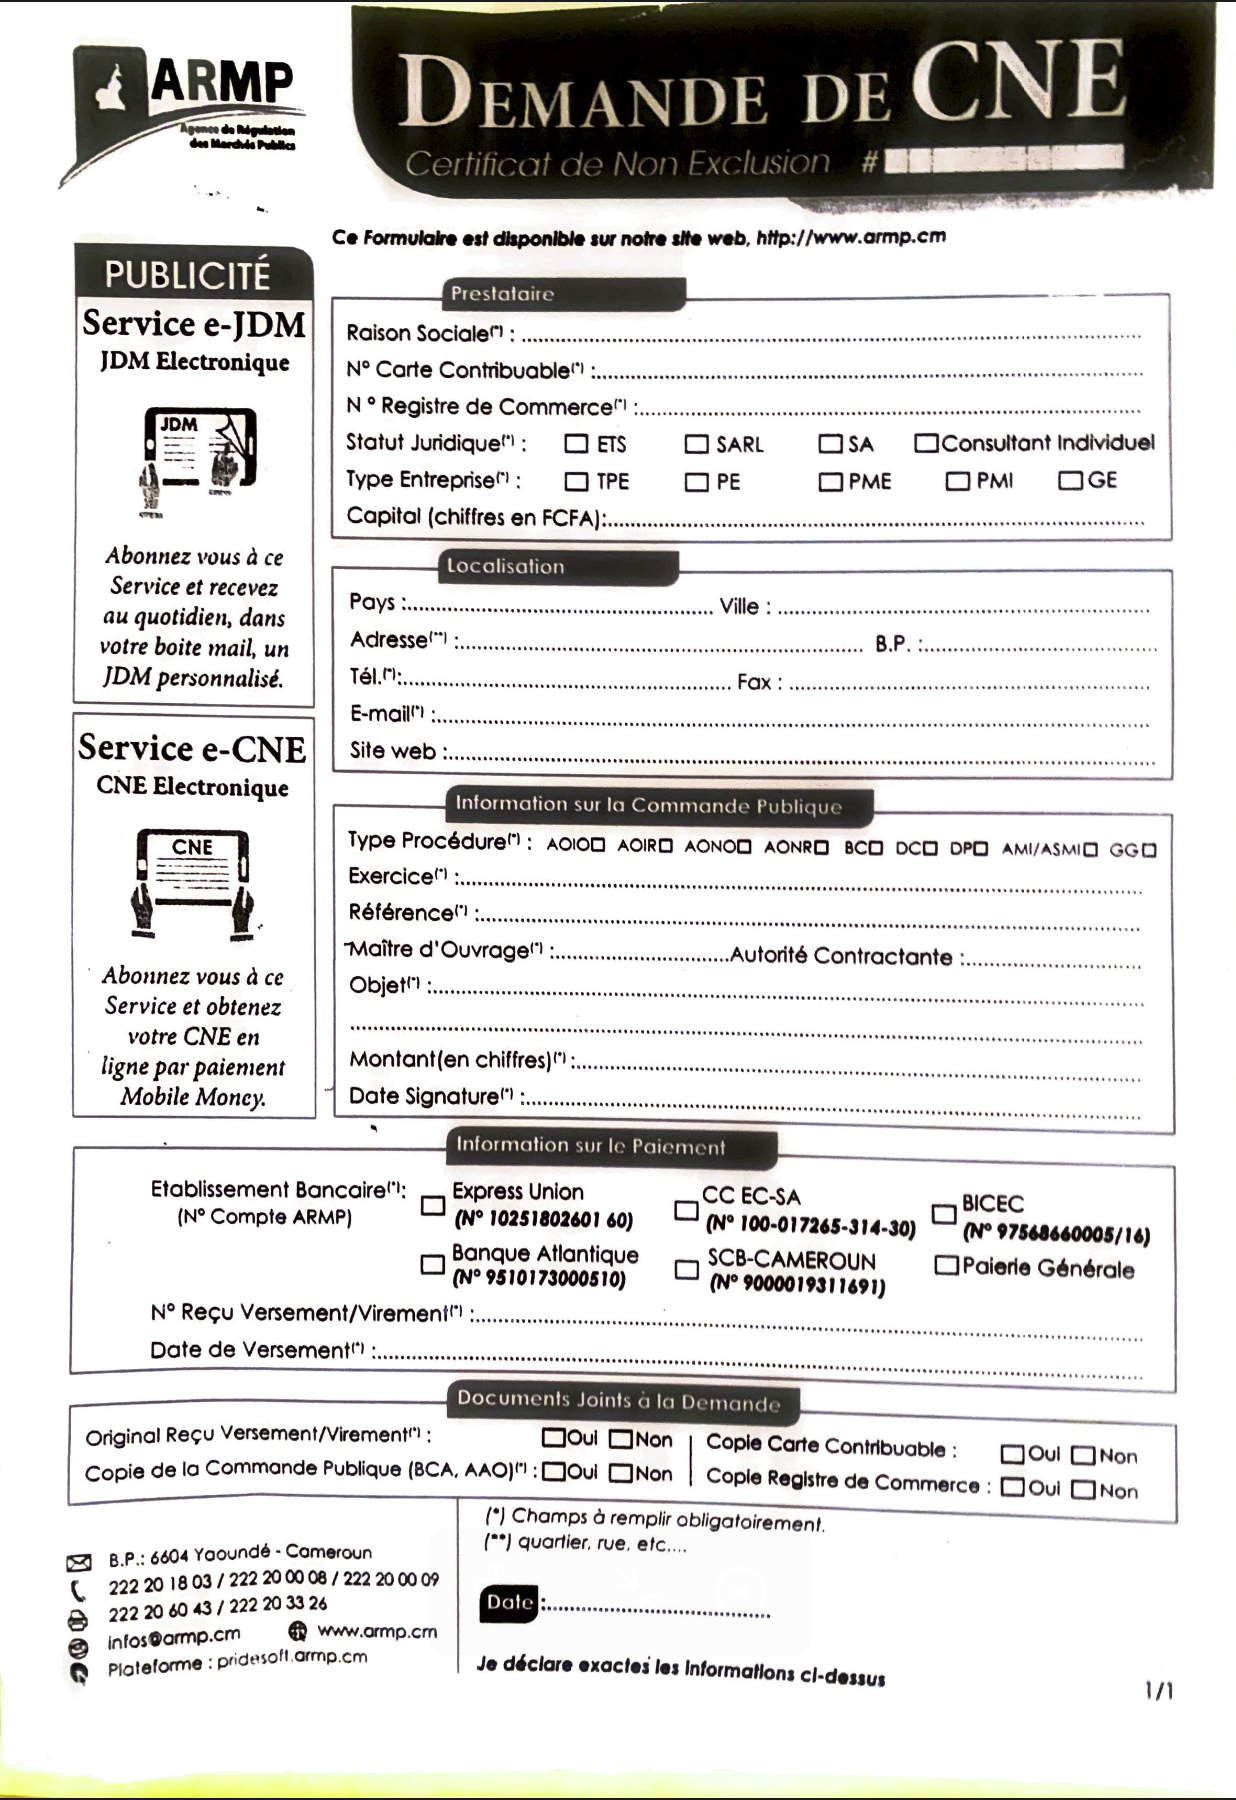 ARMP
Agence de Régulation
des Marchés Publics
DEMANDE DE CNE
Certificat de Non Exclusion #
Ce Formulaire est disponible sur notre site web, http://www.armp.cm
PUBLICITÉ
Service e-JDM
JDM Electronique
JDM
Abonnez vous à ce
Service et recevez
au quotidien, dans
votre boite mail, un
JDM personnalisé.
Service e-CNE
CNE Electronique
CNE
Abonnez vous à ce
Service et obtenez
votre CNE en
ligne par paiement
Mobile Money.
Prestataire
Raison Sociale(*) :
N° Carte Contribuable(*) :
N ° Registre de Commerce(*) :
Statut Juridique(*) : ☐ ETS ☐ SARL ☐ SA ☐ Consultant Individuel
Type Entreprise(*) : ☐ TPE ☐ PE ☐ PME ☐ PMI ☐ GE
Capital (chiffres en FCFA):
Localisation
Pays : Ville :
Adresse(**) : B.P. :
Tél.(*): Fax :
E-mail(*) :
Site web :
Information sur la Commande Publique
Type Procédure(*) : AOIO☐ AOIR☐ AONO☐ AONR☐ BC☐ DC☐ DP☐ AMI/ASMI☐ GG☐
Exercice(*) :
Référence(*) :
Maître d'Ouvrage(*) : Autorité Contractante :
Objet(*) :
Montant(en chiffres)(*) :
Date Signature(*) :
Information sur le Paiement
Etablissement Bancaire(*): ☐ Express Union ☐ CC EC-SA ☐ BICEC
(N° Compte ARMP) (N° 10251802601 60) (N° 100-017265-314-30) (N° 97568660005/16)
☐ Banque Atlantique ☐ SCB-CAMEROUN ☐ Paierie Générale
(N° 9510173000510) (N° 9000019311691)
N° Reçu Versement/Virement(*) :
Date de Versement(*) :
Documents Joints à la Demande
Original Reçu Versement/Virement(*) : ☐Oui ☐Non | Copie Carte Contribuable : ☐Oui ☐Non
Copie de la Commande Publique (BCA, AAO)(*) : ☐Oui ☐Non | Copie Registre de Commerce : ☐Oui ☐Non
(*) Champs à remplir obligatoirement.
(**) quartier, rue, etc....
B.P.: 6604 Yaoundé - Cameroun
222 20 18 03 / 222 20 00 08 / 222 20 00 09
222 20 60 43 / 222 20 33 26
infos@armp.cm www.armp.cm
Plateforme : pridesoft.armp.cm
Date :
Je déclare exactes les informations ci-dessus
1/1